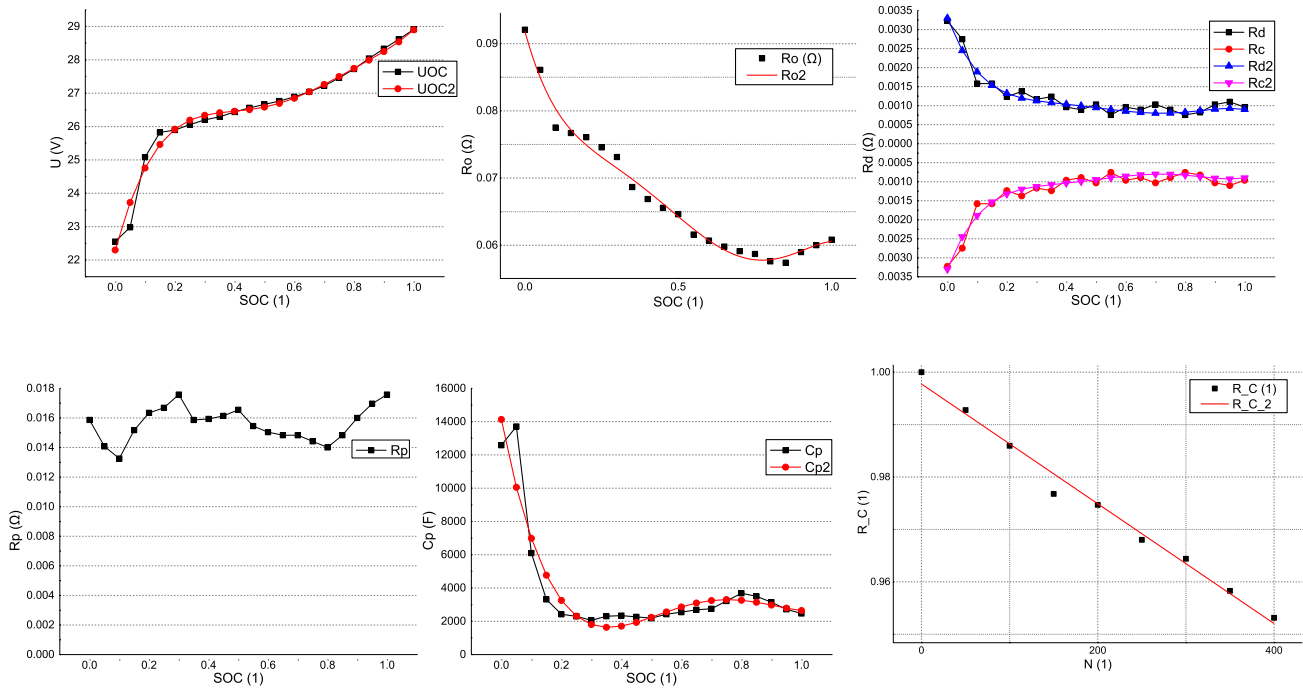 29
28
27
26
25
24
23
22
U (V)
UOC
UOC2
0.0 0.2 0.4 0.6 0.8 1.0
SOC (1)
0.09
0.08
0.07
0.06
Ro (Ω)
Ro (Ω)
Ro2
0.0 0.5 1.0
SOC (1)
0.0035
0.0030
0.0025
0.0020
0.0015
0.0010
0.0005
0.0000
0.0005
0.0010
0.0015
0.0020
0.0025
0.0030
0.0035
Rd (Ω)
Rd
Rc
Rd2
Rc2
0.0 0.2 0.4 0.6 0.8 1.0
SOC (1)
0.018
0.016
0.014
0.012
0.010
0.008
0.006
0.004
0.002
0.000
Rp (Ω)
Rp
0.0 0.2 0.4 0.6 0.8 1.0
SOC (1)
16000
14000
12000
10000
8000
6000
4000
2000
0
Cp (F)
Cp
Cp2
0.0 0.2 0.4 0.6 0.8 1.0
SOC (1)
1.00
0.98
0.96
R_C (1)
R_C (1)
R_C_2
0 200 400
N (1)